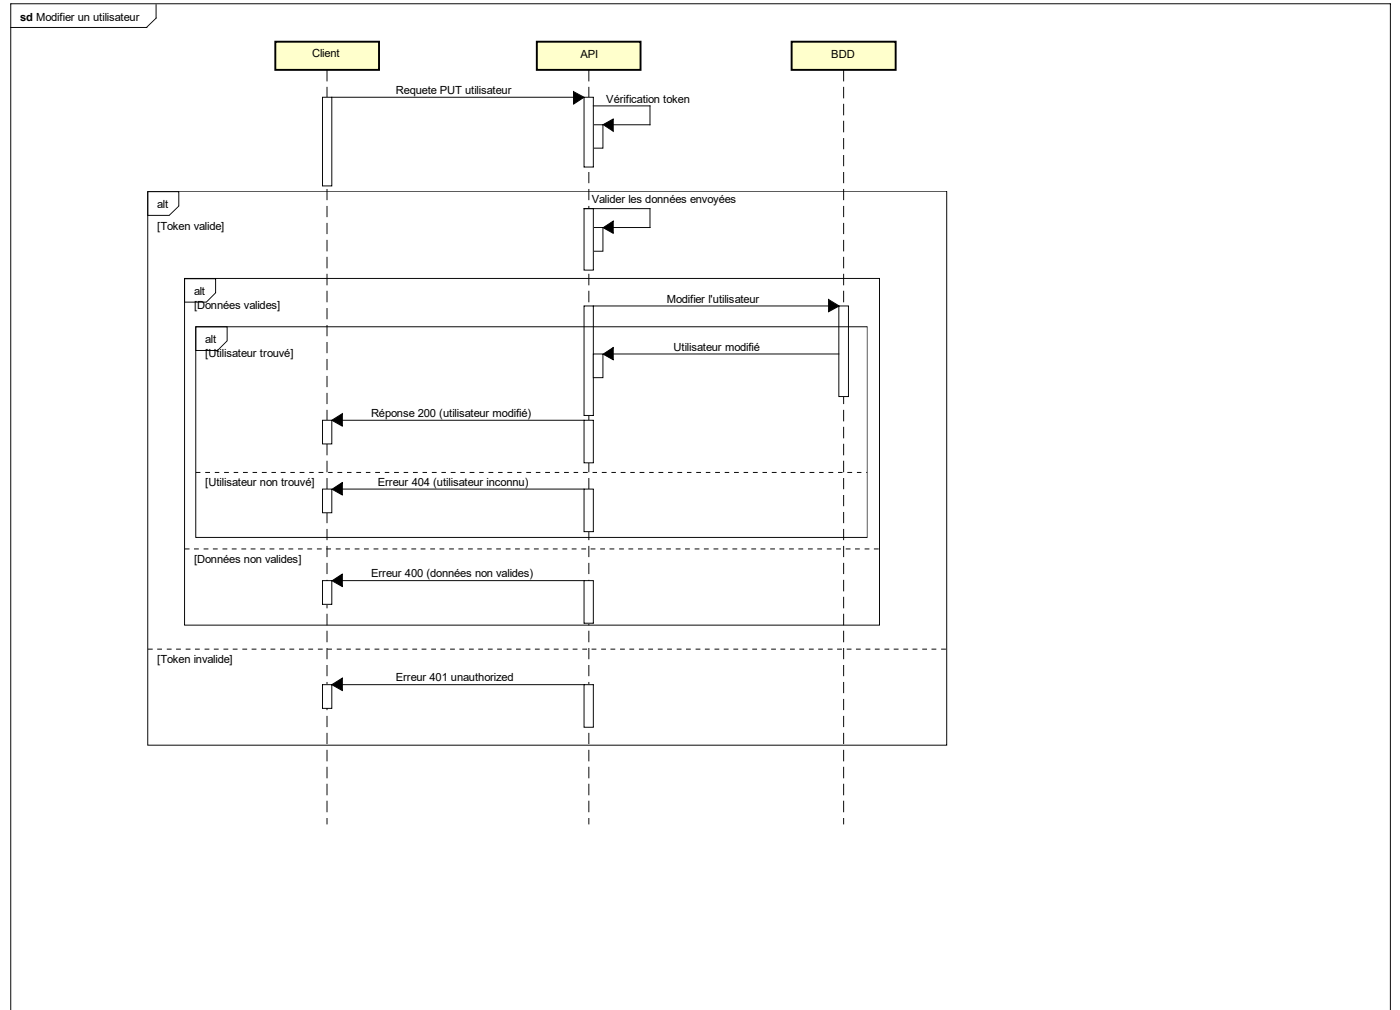 sd Modifier un utilisateur
Client
API
BDD
Requete PUT utilisateur
Vérification token
alt
Valider les données envoyées
[Token valide]
alt
[Données valides]
Modifier l'utilisateur
alt
[Utilisateur trouvé]
Utilisateur modifié
Réponse 200 (utilisateur modifié)
[Utilisateur non trouvé]
Erreur 404 (utilisateur inconnu)
[Données non valides]
Erreur 400 (données non valides)
[Token invalide]
Erreur 401 unauthorized